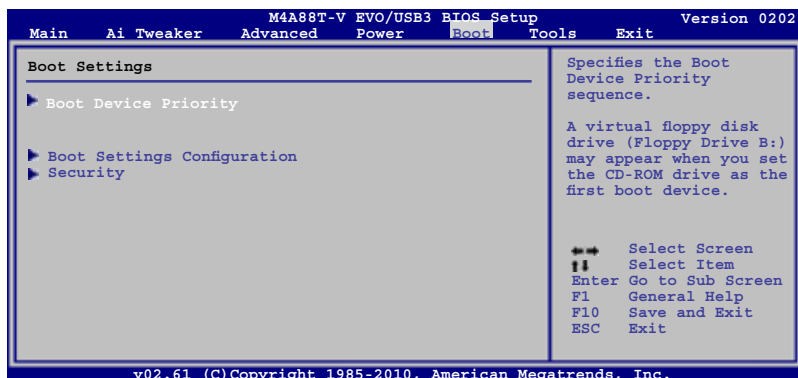 M4A88T-V EVO/USB3 BIOS Setup Version 0202
Main Ai Tweaker Advanced Power Boot Tools Exit
Boot Settings
Boot Device Priority
Boot Settings Configuration
Security
Specifies the Boot
Device Priority
sequence.
A virtual floppy disk
drive (Floppy Drive B:)
may appear when you set
the CD-ROM drive as the
first boot device.
Select Screen
Select Item
Enter Go to Sub Screen
F1 General Help
F10 Save and Exit
ESC Exit
v02.61 (C)Copyright 1985-2010, American Megatrends, Inc.